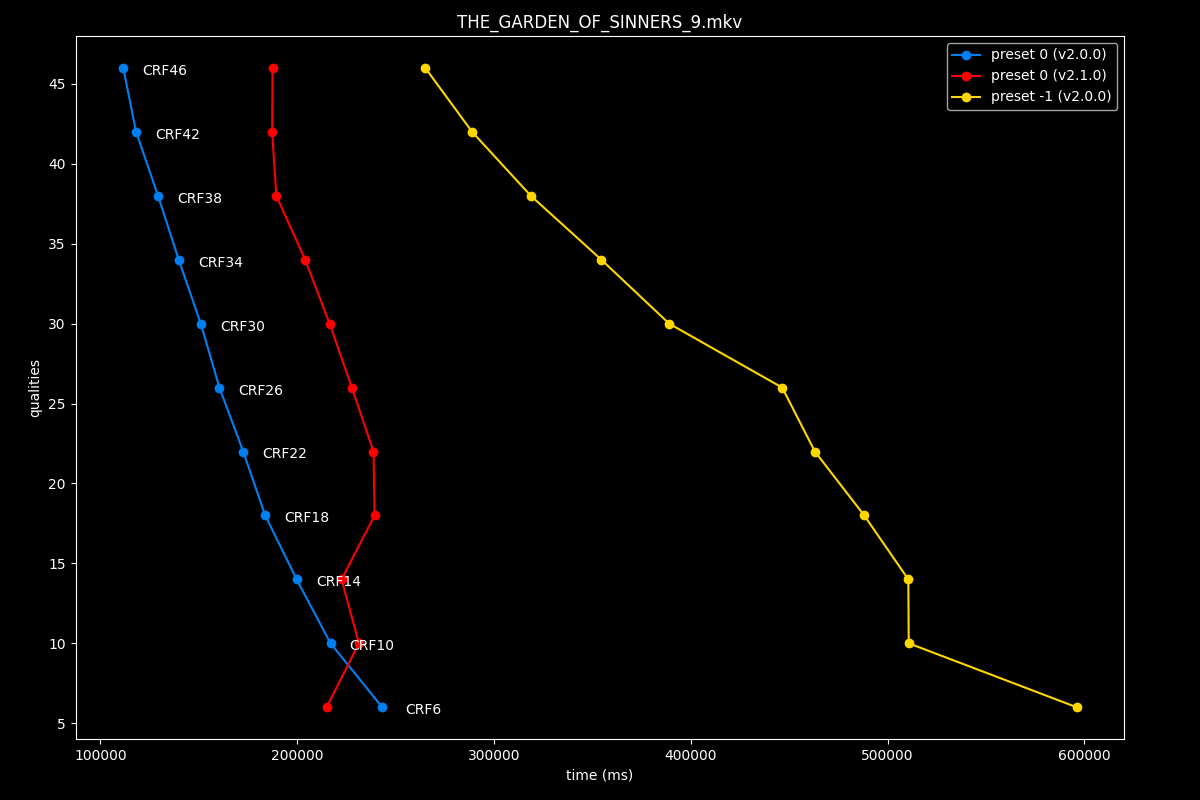 THE_GARDEN_OF_SINNERS_9.mkv
preset 0 (v2.0.0)
preset 0 (v2.1.0)
preset -1 (v2.0.0)
CRF46
45
CRF42
40
CRF38
35
CRF34
30
CRF30
qualities
25
CRF26
CRF22
20
CRF18
15
CRF14
10
CRF10
5
CRF6
100000 200000 300000 400000 500000 600000
time (ms)